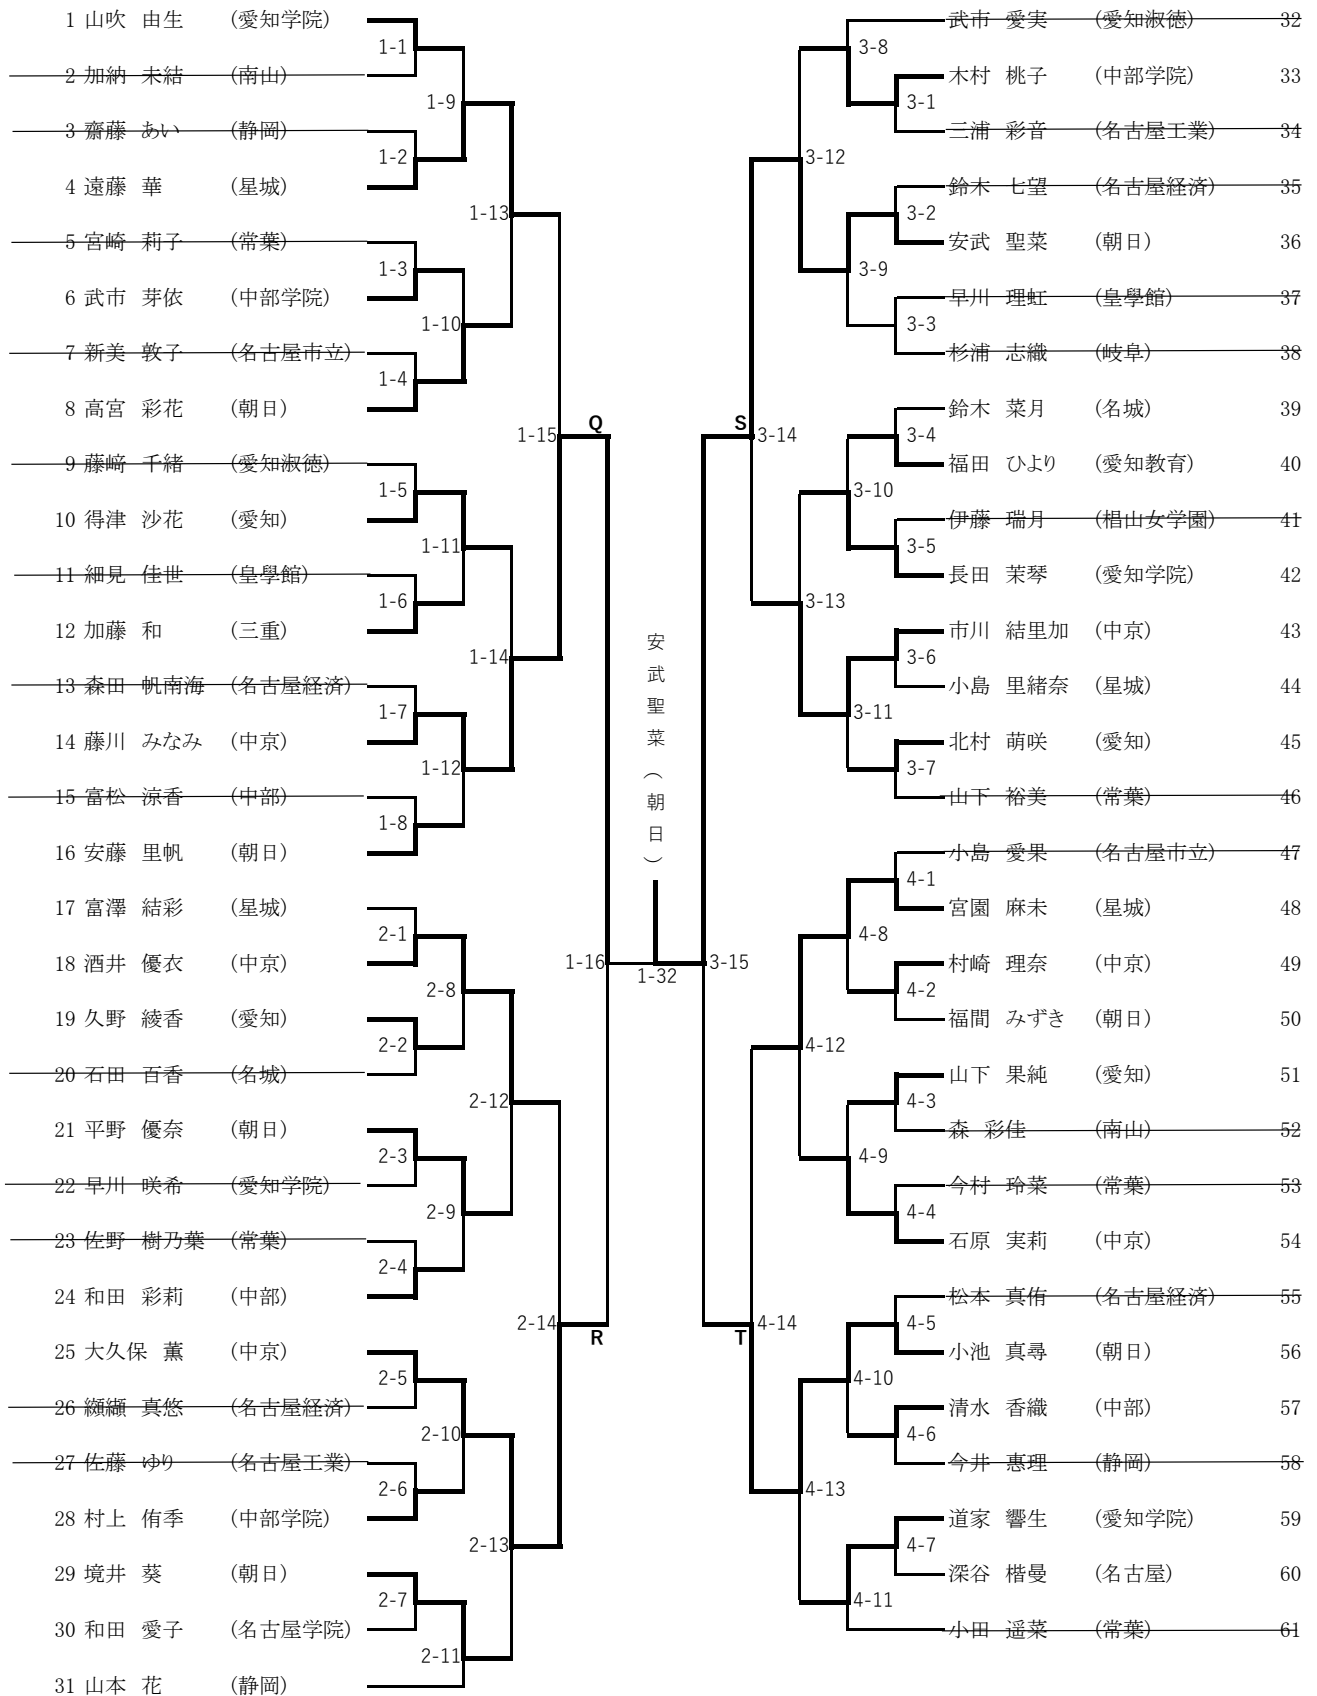 1 山吹 由生 (愛知学院)
2 加納 未結 (南山)
3 齋藤 あい (静岡)
4 遠藤 華 (星城)
5 宮崎 莉子 (常葉)
6 武市 芽依 (中部学院)
7 新美 敦子 (名古屋市立)
8 高宮 彩花 (朝日)
9 藤﨑 千緒 (愛知淑徳)
10 得津 沙花 (愛知)
11 細見 佳世 (皇學館)
12 加藤 和 (三重)
13 森田 帆南海 (名古屋経済)
14 藤川 みなみ (中京)
15 富松 涼香 (中部)
16 安藤 里帆 (朝日)
17 富澤 結彩 (星城)
18 酒井 優衣 (中京)
19 久野 綾香 (愛知)
20 石田 百香 (名城)
21 平野 優奈 (朝日)
22 早川 咲希 (愛知学院)
23 佐野 樹乃葉 (常葉)
24 和田 彩莉 (中部)
25 大久保 薫 (中京)
26 纐纈 真悠 (名古屋経済)
27 佐藤 ゆり (名古屋工業)
28 村上 侑季 (中部学院)
29 境井 葵 (朝日)
30 和田 愛子 (名古屋学院)
31 山本 花 (静岡)
1-1
1-2
1-3
1-4
1-5
1-6
1-7
1-8
2-1
2-2
2-3
2-4
2-5
2-6
2-7
1-9
1-10
1-11
1-12
2-8
2-9
2-10
2-11
1-13
1-14
2-12
2-13
1-15
2-14
Q
R
1-16
安武聖菜(朝日)
1-32
3-15
S
T
3-14
4-14
3-12
3-13
4-12
4-13
3-8
3-9
3-10
3-11
4-8
4-9
4-10
4-11
3-1
3-2
3-3
3-4
3-5
3-6
3-7
4-1
4-2
4-3
4-4
4-5
4-6
4-7
武市 愛実 (愛知淑徳) 32
木村 桃子 (中部学院) 33
三浦 彩音 (名古屋工業) 34
鈴木 七望 (名古屋経済) 35
安武 聖菜 (朝日) 36
早川 理虹 (皇學館) 37
杉浦 志織 (岐阜) 38
鈴木 菜月 (名城) 39
福田 ひより (愛知教育) 40
伊藤 瑞月 (椙山女学園) 41
長田 茉琴 (愛知学院) 42
市川 結里加 (中京) 43
小島 里緒奈 (星城) 44
北村 萌咲 (愛知) 45
山下 裕美 (常葉) 46
小島 愛果 (名古屋市立) 47
宮園 麻未 (星城) 48
村崎 理奈 (中京) 49
福間 みずき (朝日) 50
山下 果純 (愛知) 51
森 彩佳 (南山) 52
今村 玲菜 (常葉) 53
石原 実莉 (中京) 54
松本 真侑 (名古屋経済) 55
小池 真尋 (朝日) 56
清水 香織 (中部) 57
今井 惠理 (静岡) 58
道家 響生 (愛知学院) 59
深谷 楷曼 (名古屋) 60
小田 遥菜 (常葉) 61